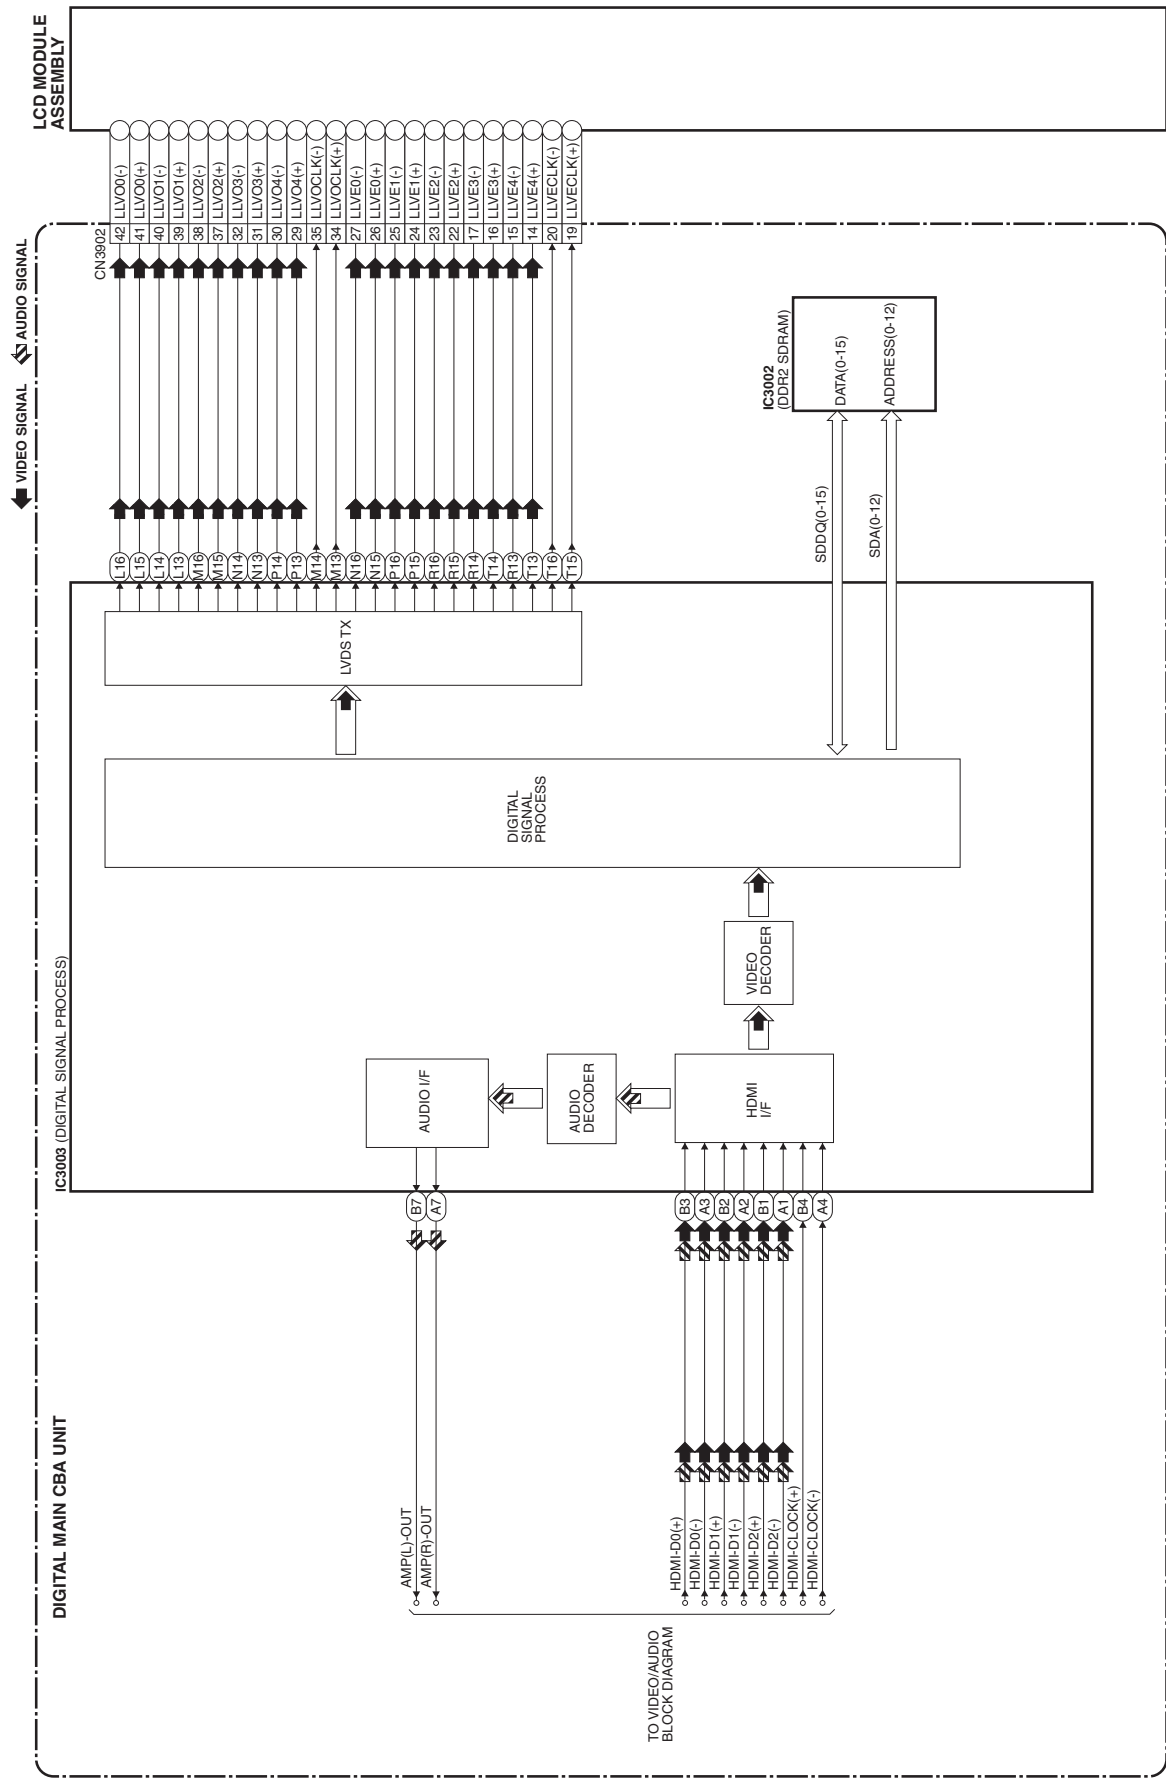 VIDEO SIGNAL
AUDIO SIGNAL
LCD MODULE
ASSEMBLY
DIGITAL MAIN CBA UNIT
IC3003 (DIGITAL SIGNAL PROCESS)
CN3902
L16 42 LLVO0(-)
L15 41 LLVO0(+)
L14 40 LLVO1(-)
L13 39 LLVO1(+)
M16 38 LLVO2(-)
M15 37 LLVO2(+)
N14 32 LLVO3(-)
N13 31 LLVO3(+)
P14 30 LLVO4(-)
P13 29 LLVO4(+)
M14 35 LLVOCLK(-)
M13 34 LLVOCLK(+)
N16 27 LLVE0(-)
N15 26 LLVE0(+)
P16 25 LLVE1(-)
P15 24 LLVE1(+)
R16 23 LLVE2(-)
R15 22 LLVE2(+)
R14 17 LLVE3(-)
T14 16 LLVE3(+)
R13 15 LLVE4(-)
T13 14 LLVE4(+)
T16 20 LLVECLK(-)
T15 19 LLVECLK(+)
LVDS TX
DIGITAL
SIGNAL
PROCESS
VIDEO
DECODER
AUDIO I/F
AUDIO
DECODER
HDMI
I/F
IC3002
(DDR2 SDRAM)
DATA(0-15)
ADDRESS(0-12)
SDDQ(0-15)
SDA(0-12)
AMP(L)-OUT B7
AMP(R)-OUT A7
HDMI-D0(+) B3
HDMI-D0(-) A3
HDMI-D1(+) B2
HDMI-D1(-) A2
HDMI-D2(+) B1
HDMI-D2(-) A1
HDMI-CLOCK(+) B4
HDMI-CLOCK(-) A4
TO VIDEO/AUDIO
BLOCK DIAGRAM